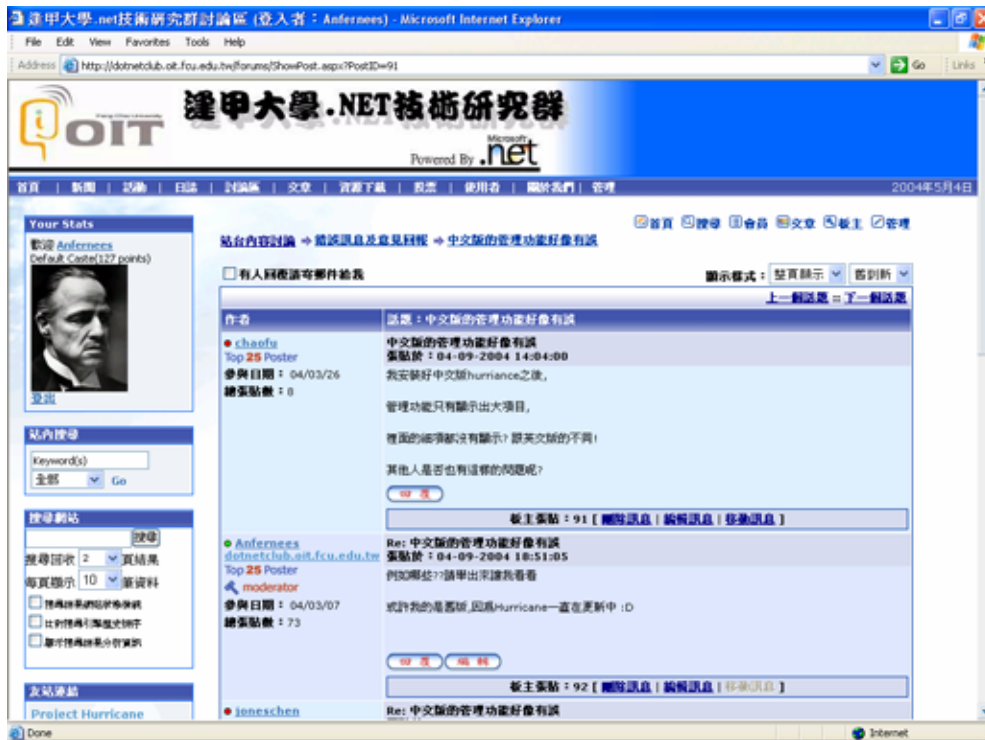 逢甲大學.net技術研究群討論區 (登入者：Anfernees) - Microsoft Internet Explorer
File Edit View Favorites Tools Help
Address http://dotnetclub.oit.fcu.edu.tw/forums/ShowPost.aspx?PostID=91 Go Links
OIT
逢甲大學.NET技術研究群
Microsoft
Powered By .net
首頁 | 新聞 | 活動 | 日誌 | 討論區 | 文章 | 資源下載 | 股票 | 使用者 | 關於我們 | 管理 2004年5月4日
Your Stats
歡迎 Anfernees
Default Caste(127 points)
登出
站內搜尋
Keyword(s)
全部 Go
搜尋網站
搜尋
搜尋回收 2 頁結果
每頁顯示 10 筆資料
友站連結
Project Hurricane
首頁 搜尋 會員 文章 板主 管理
站台內容討論 ⇒ 錯誤訊息及意見回報 ⇒ 中文版的管理功能好像有誤
有人回覆請寄郵件給我 顯示樣式： 整頁顯示 舊到新
上一個話題 :: 下一個話題
作者 話題：中文版的管理功能好像有誤
chaofu
Top 25 Poster
參與日期： 04/03/26
總張貼數：8
中文版的管理功能好像有誤
張貼於：04-09-2004 14:04:00
我安裝好中文版hurriance之後,
管理功能只有顯示出大項目,
裡面的細項都沒有顯示? 跟英文版的不同!
其他人是否也有這樣的問題呢?
回 覆
板主張貼：91 [ 刪除訊息 | 編輯訊息 | 移動訊息 ]
Anfernees
dotnetclub.oit.fcu.edu.tw
Top 25 Poster
moderator
參與日期： 04/03/07
總張貼數：73
Re: 中文版的管理功能好像有誤
張貼於：04-09-2004 18:51:05
例如哪些??請舉出來讓我看看
或許我的是舊版,因為Hurricane一直在更新中 :D
回 覆 編 輯
板主張貼：92 [ 刪除訊息 | 編輯訊息 | 移動訊息 ]
joneschen
Re: 中文版的管理功能好像有誤
Done Internet